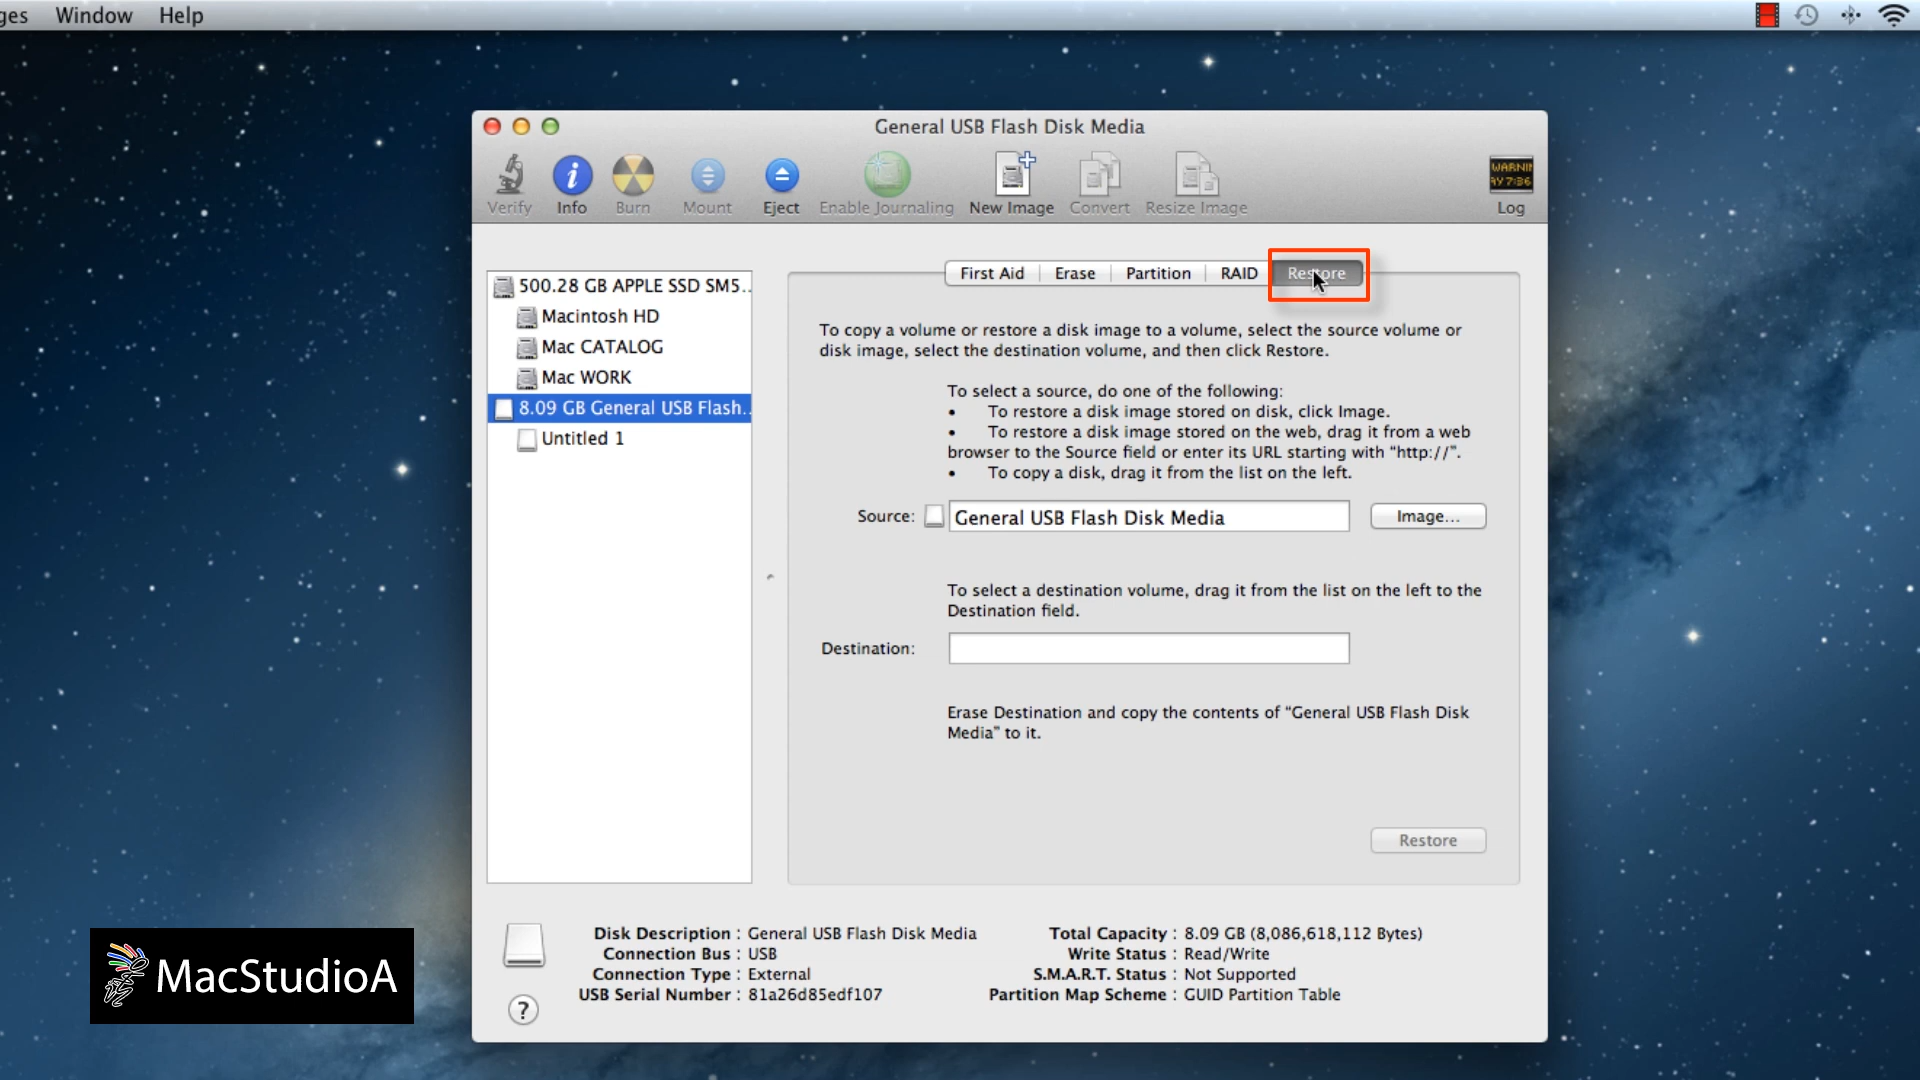 ges Window Help
General USB Flash Disk Media
Verify Info Burn Mount Eject Enable Journaling New Image Convert Resize Image Log
WARNIN
AY 7:36
First Aid Erase Partition RAID Restore
500.28 GB APPLE SSD SM5...
Macintosh HD
Mac CATALOG
Mac WORK
8.09 GB General USB Flash...
Untitled 1
To copy a volume or restore a disk image to a volume, select the source volume or
disk image, select the destination volume, and then click Restore.
To select a source, do one of the following:
• To restore a disk image stored on disk, click Image.
• To restore a disk image stored on the web, drag it from a web
browser to the Source field or enter its URL starting with “http://”.
• To copy a disk, drag it from the list on the left.
Source: General USB Flash Disk Media Image...
To select a destination volume, drag it from the list on the left to the
Destination field.
Destination:
Erase Destination and copy the contents of “General USB Flash Disk
Media” to it.
Restore
Disk Description : General USB Flash Disk Media
Connection Bus : USB
Connection Type : External
USB Serial Number : 81a26d85edf107
Total Capacity : 8.09 GB (8,086,618,112 Bytes)
Write Status : Read/Write
S.M.A.R.T. Status : Not Supported
Partition Map Scheme : GUID Partition Table
?
MacStudioA